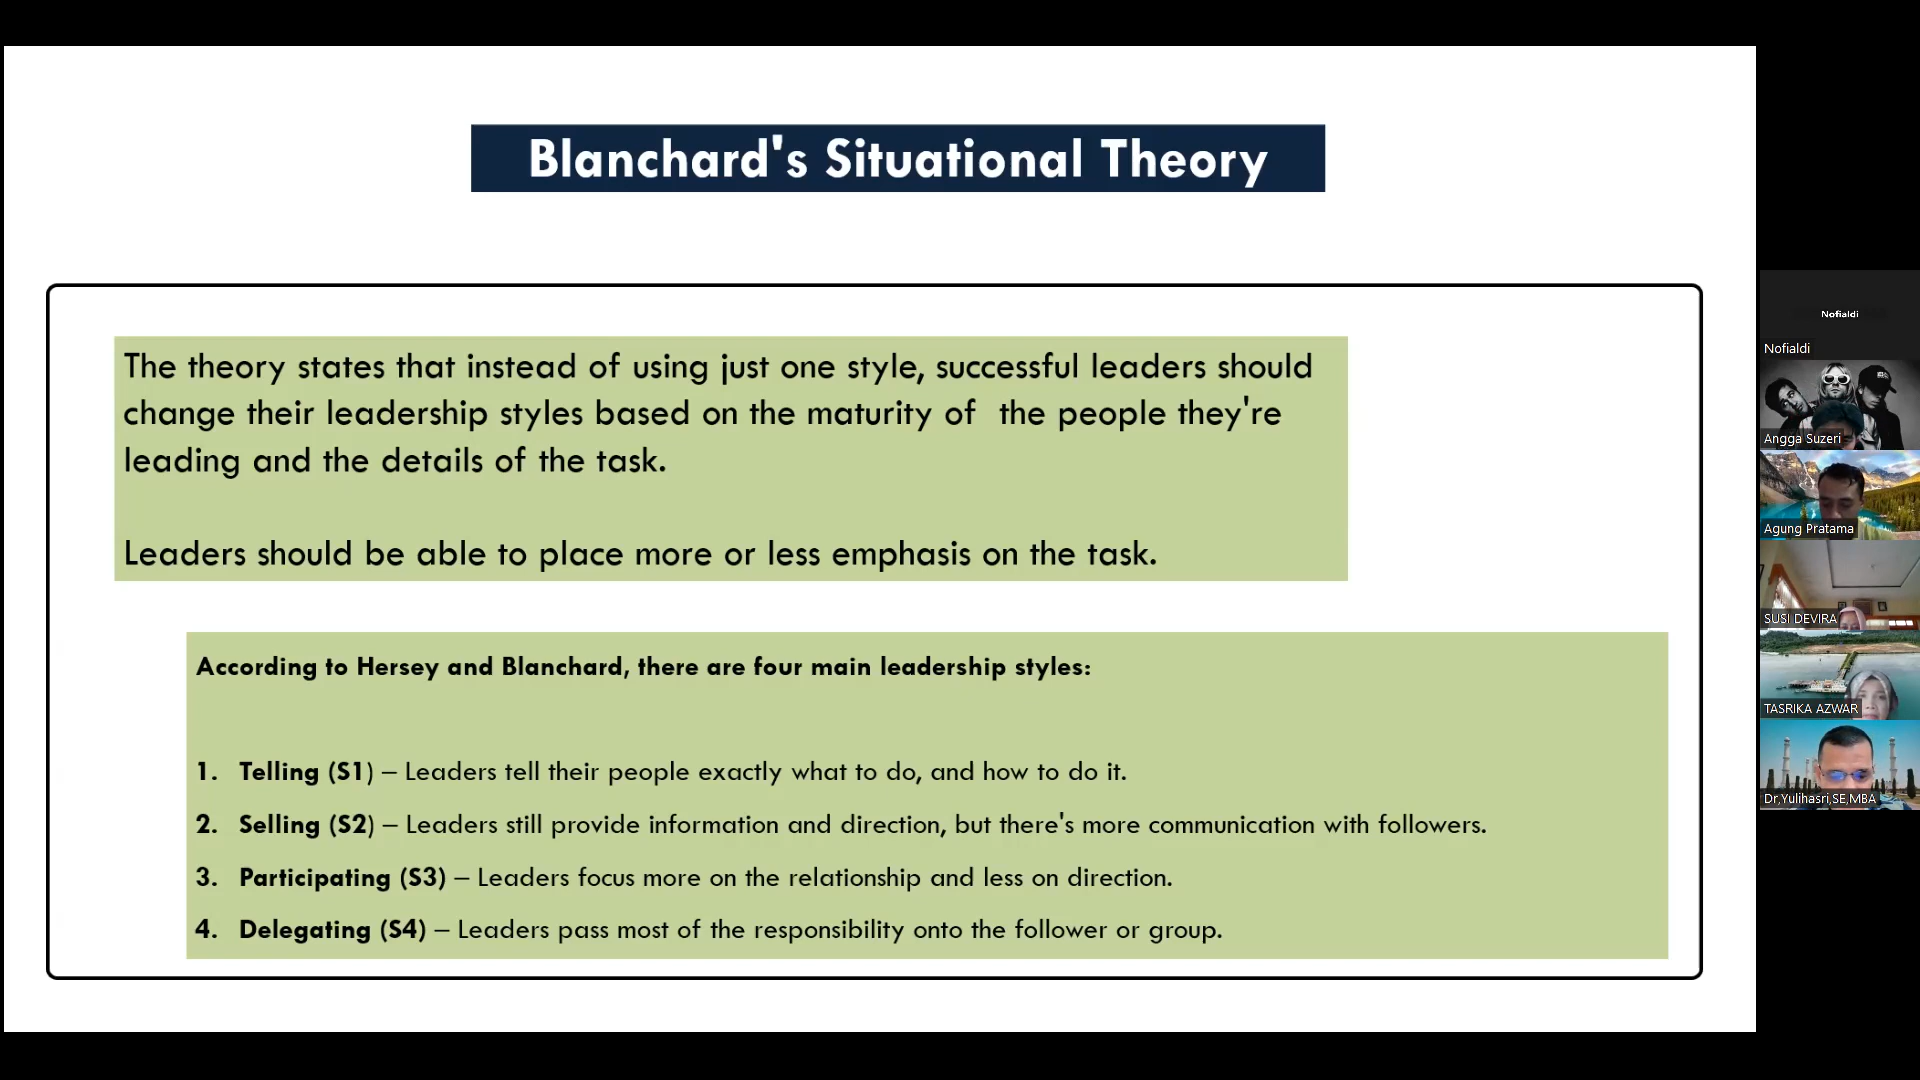 Blanchard's Situational Theory
The theory states that instead of using just one style, successful leaders should
change their leadership styles based on the maturity of  the people they're
leading and the details of the task.
Leaders should be able to place more or less emphasis on the task.
According to Hersey and Blanchard, there are four main leadership styles:
1. Telling (S1) – Leaders tell their people exactly what to do, and how to do it.
2. Selling (S2) – Leaders still provide information and direction, but there's more communication with followers.
3. Participating (S3) – Leaders focus more on the relationship and less on direction.
4. Delegating (S4) – Leaders pass most of the responsibility onto the follower or group.
Nofialdi
Nofialdi
Angga Suzeri
Agung Pratama
SUSI DEVIRA
TASRIKA AZWAR
Dr,Yulihasri,SE,MBA